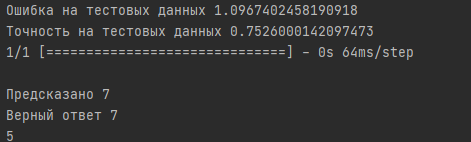 Ошибка на тестовых данных 1.0967402458190918
Точность на тестовых данных 0.7526000142097473
1/1 [==============================] - 0s 64ms/step
Предсказано 7
Верный ответ 7
5